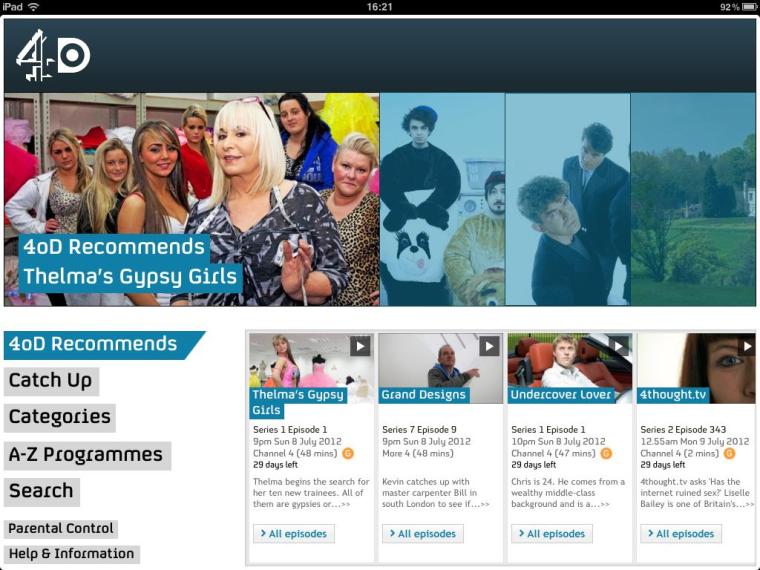 iPad
16:21
92%
4oD
4oD Recommends
Thelma's Gypsy Girls
4oD Recommends
Catch Up
Categories
A-Z Programmes
Search
Parental Control
Help & Information
Thelma's Gypsy
Girls
Series 1 Episode 1
9pm Sun 8 July 2012
Channel 4 (48 mins) G
29 days left
Thelma begins the search for
her ten new trainees. All of
them are gypsies or...>>
> All episodes
Grand Designs
Series 7 Episode 9
9pm Sun 8 July 2012
More 4 (48 mins)
Kevin catches up with
master carpenter Bill in
south London to see if...>>
> All episodes
Undercover Lover
Series 1 Episode 1
10pm Sun 8 July 2012
Channel 4 (47 mins) G
29 days left
Chris is 24. He comes from a
wealthy middle-class
background and is a...>>
> All episodes
4thought.tv
Series 2 Episode 343
12.55am Mon 9 July 2012
Channel 4 (2 mins) G
29 days left
4thought.tv asks 'Has the
internet ruined sex?' Liselle
Bailey is one of Britain's...>>
> All episodes